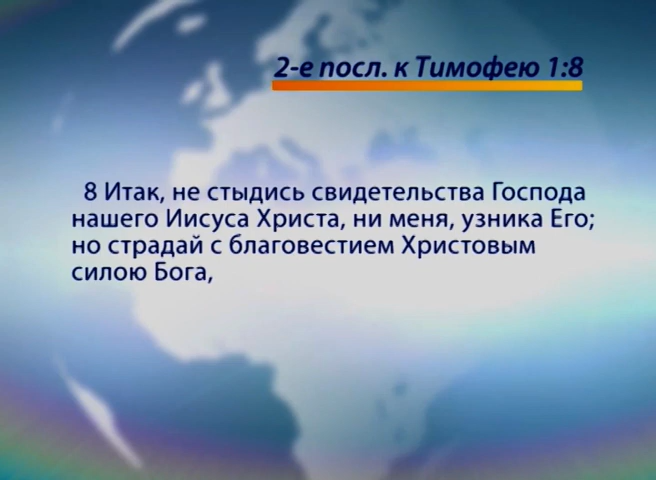 2-е посл. к Тимофею 1:8
8 Итак, не стыдись свидетельства Господа
нашего Иисуса Христа, ни меня, узника Его;
но страдай с благовестием Христовым
силою Бога,